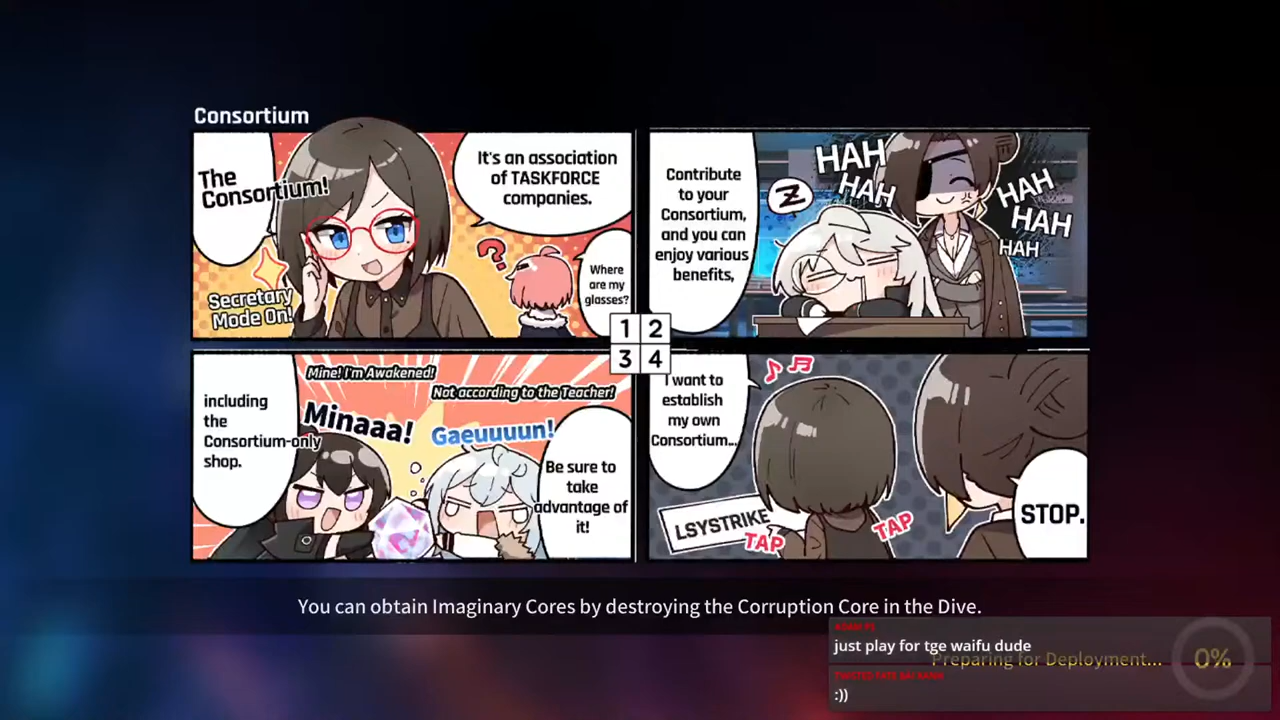 Consortium
The
Consortium!
It's an association
of TASKFORCE
companies.
Secretary
Mode On!
?
Where
are my
glasses?
Contribute
to your
Consortium,
and you can
enjoy various
benefits,
Z
HAH
HAH
HAH
HAH
HAH
1 2
3 4
including
the
Consortium-only
shop.
Mine! I'm Awakened!
Not according to the Teacher!
Minaaa!
Gaeuuuun!
Be sure to
take
advantage of
it!
I want to
establish
my own
Consortium...
LSYSTRIKE
TAP
TAP
STOP.
You can obtain Imaginary Cores by destroying the Corruption Core in the Dive.
just play for tge waifu dude
Preparing for Deployment...
0%
:))